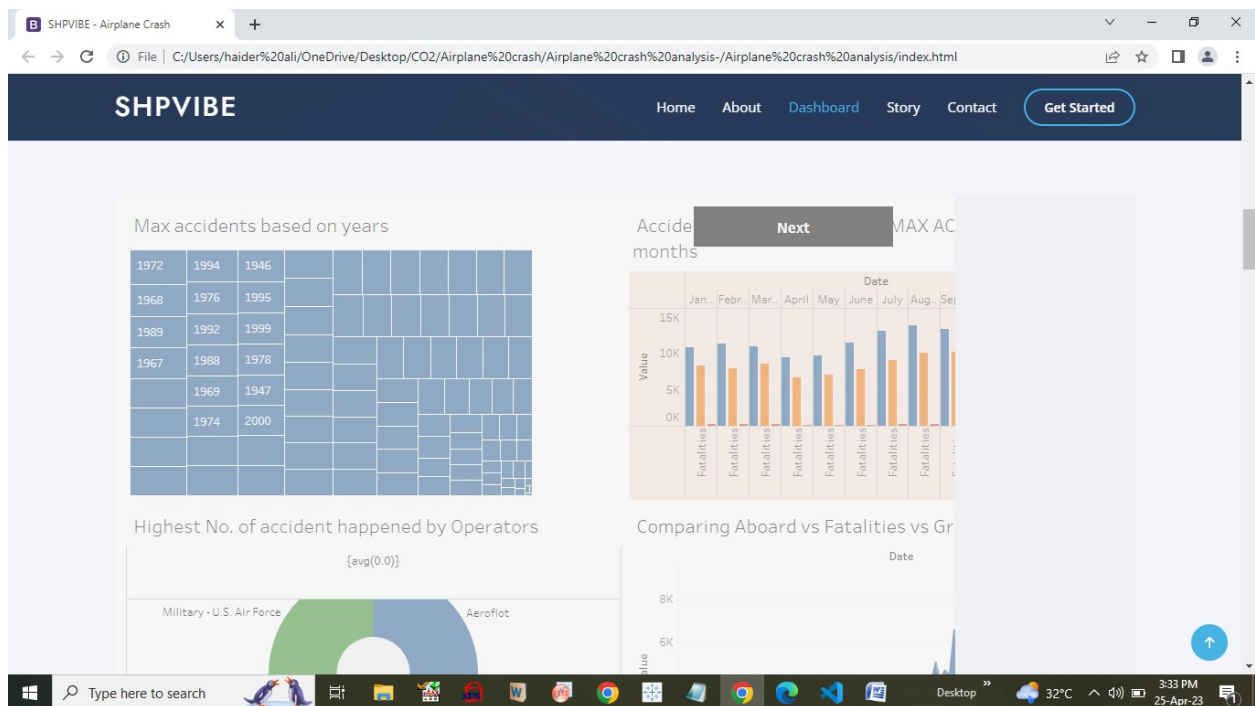 SHPVIBE - Airplane Crash
File | C:/Users/haider%20ali/OneDrive/Desktop/CO2/Airplane%20crash/Airplane%20crash%20analysis-/Airplane%20crash%20analysis/index.html
SHPVIBE
Home About Dashboard Story Contact Get Started
Max accidents based on years
1972 1994 1946
1968 1976 1995
1989 1992 1999
1967 1988 1978
1969 1947
1974 2000
Accide
Next
MAX AC
months
Date
Jan.. Febr.. Mar.. April May June July Aug.. Sep
15K
10K
5K
0K
Value
Fatalities Fatalities Fatalities Fatalities Fatalities Fatalities Fatalities Fatalities
Highest No. of accident happened by Operators
{avg(0.0)}
Military - U.S. Air Force
Aeroflot
Comparing Aboard vs Fatalities vs Gr
Date
8K
6K
alue
Type here to search
XPS
W
Desktop
32°C
3:33 PM
25-Apr-23